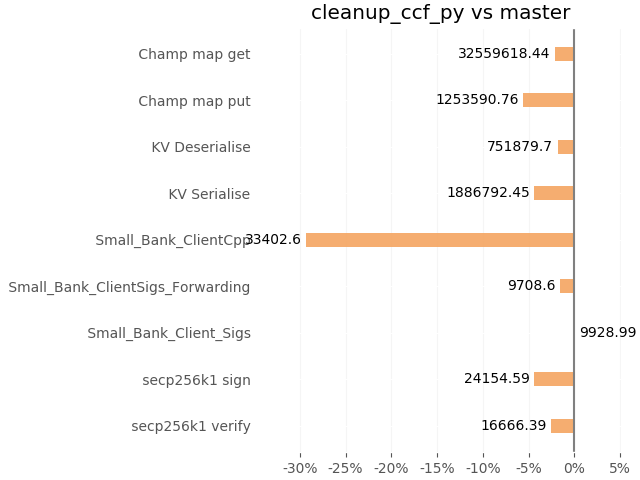 cleanup_ccf_py vs master
Champ map get 32559618.44
Champ map put 1253590.76
KV Deserialise 751879.7
KV Serialise 1886792.45
Small_Bank_ClientCpp 33402.6
Small_Bank_ClientSigs_Forwarding 9708.6
Small_Bank_Client_Sigs 9928.99
secp256k1 sign 24154.59
secp256k1 verify 16666.39
-30% -25% -20% -15% -10% -5% 0% 5%